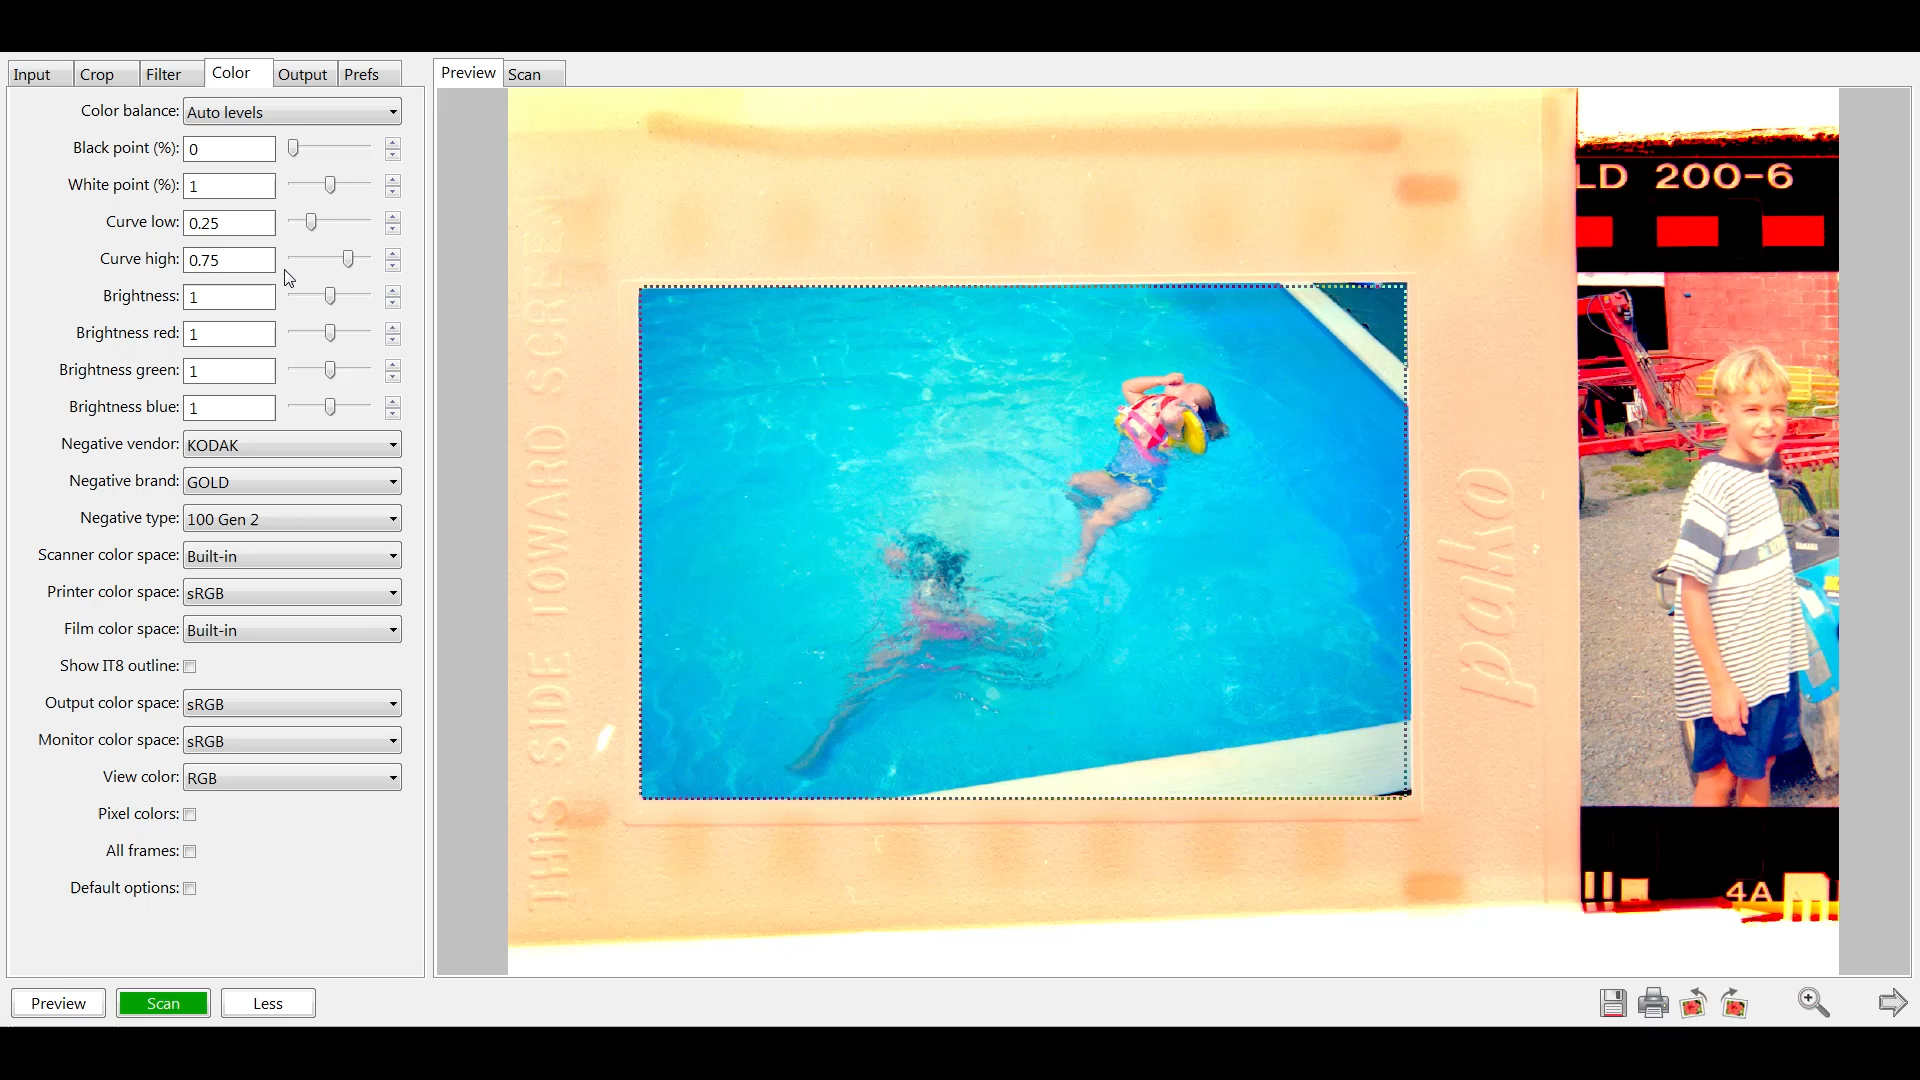 Input Crop Filter Color Output Prefs
Color balance: Auto levels
Black point (%): 0
White point (%): 1
Curve low: 0.25
Curve high: 0.75
Brightness: 1
Brightness red: 1
Brightness green: 1
Brightness blue: 1
Negative vendor: KODAK
Negative brand: GOLD
Negative type: 100 Gen 2
Scanner color space: Built-in
Printer color space: sRGB
Film color space: Built-in
Show IT8 outline:
Output color space: sRGB
Monitor color space: sRGB
View color: RGB
Pixel colors:
All frames:
Default options:
Preview Scan Less
Preview Scan
THIS SIDE TOWARD SCREEN
pako
LD 200-6
4A